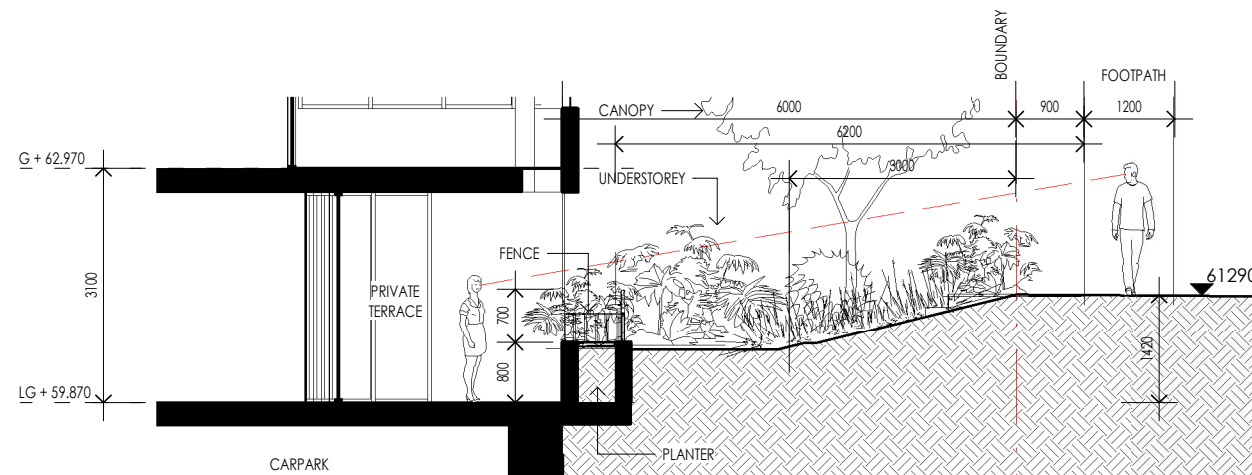 BOUNDARY
FOOTPATH
CANOPY
6000
900
1200
6200
G + 62.970
3000
UNDERSTOREY
FENCE
61290
3100
PRIVATE
TERRACE
700
1420
800
LG + 59.870
PLANTER
CARPARK